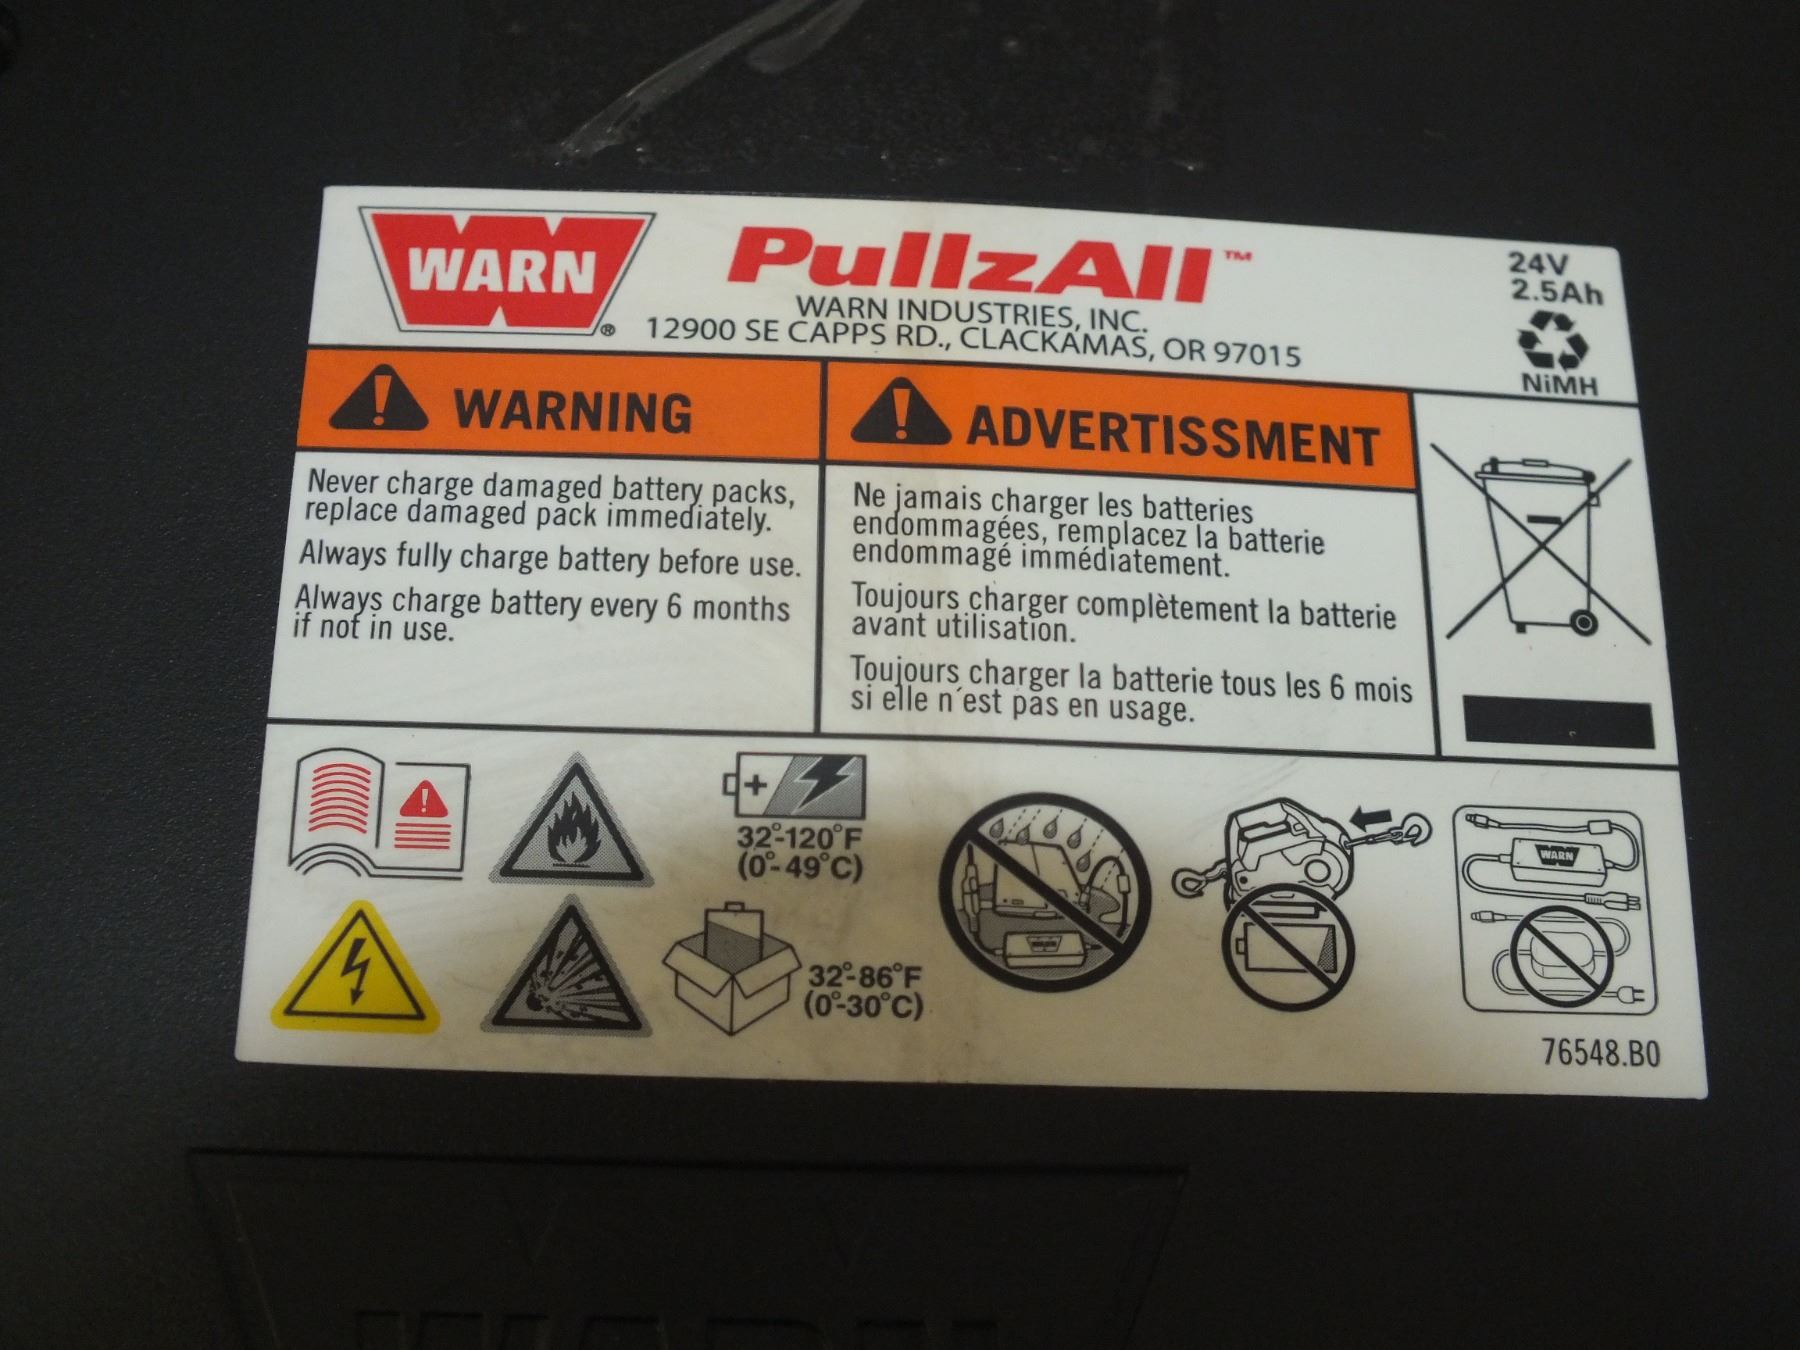 WARN
®
PullzAll™
WARN INDUSTRIES, INC.
12900 SE CAPPS RD., CLACKAMAS, OR 97015
24V
2.5Ah
NiMH
WARNING
Never charge damaged battery packs,
replace damaged pack immediately.
Always fully charge battery before use.
Always charge battery every 6 months
if not in use.
ADVERTISSMENT
Ne jamais charger les batteries
endommagées, remplacez la batterie
endommagé immédiatement.
Toujours charger complètement la batterie
avant utilisation.
Toujours charger la batterie tous les 6 mois
si elle n´est pas en usage.
32°-120°F
(0°-49°C)
32°-86°F
(0°-30°C)
WARN
WARN
76548.B0
WARN